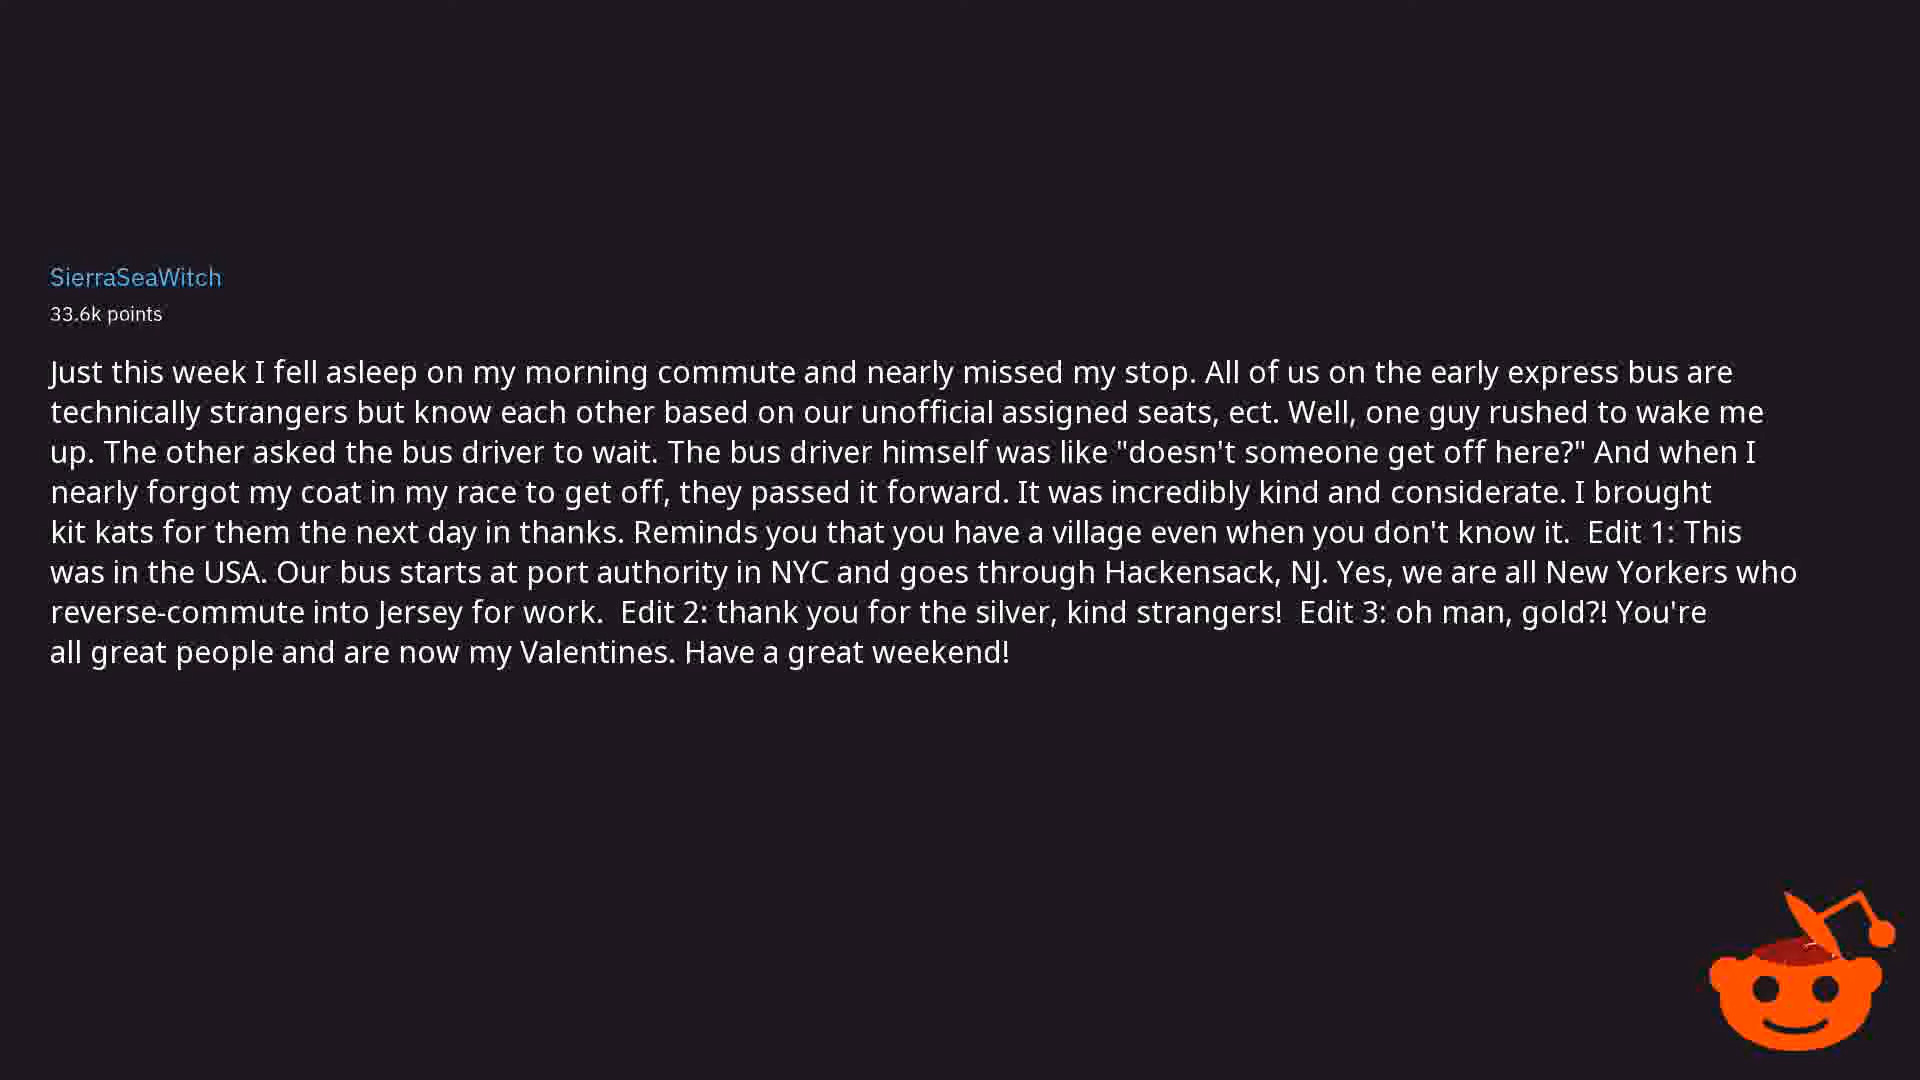 SierraSeaWitch
33.6k points
Just this week I fell asleep on my morning commute and nearly missed my stop. All of us on the early express bus are
technically strangers but know each other based on our unofficial assigned seats, ect. Well, one guy rushed to wake me
up. The other asked the bus driver to wait. The bus driver himself was like "doesn't someone get off here?" And when I
nearly forgot my coat in my race to get off, they passed it forward. It was incredibly kind and considerate. I brought
kit kats for them the next day in thanks. Reminds you that you have a village even when you don't know it.  Edit 1: This
was in the USA. Our bus starts at port authority in NYC and goes through Hackensack, NJ. Yes, we are all New Yorkers who
reverse-commute into Jersey for work.  Edit 2: thank you for the silver, kind strangers!  Edit 3: oh man, gold?! You're
all great people and are now my Valentines. Have a great weekend!